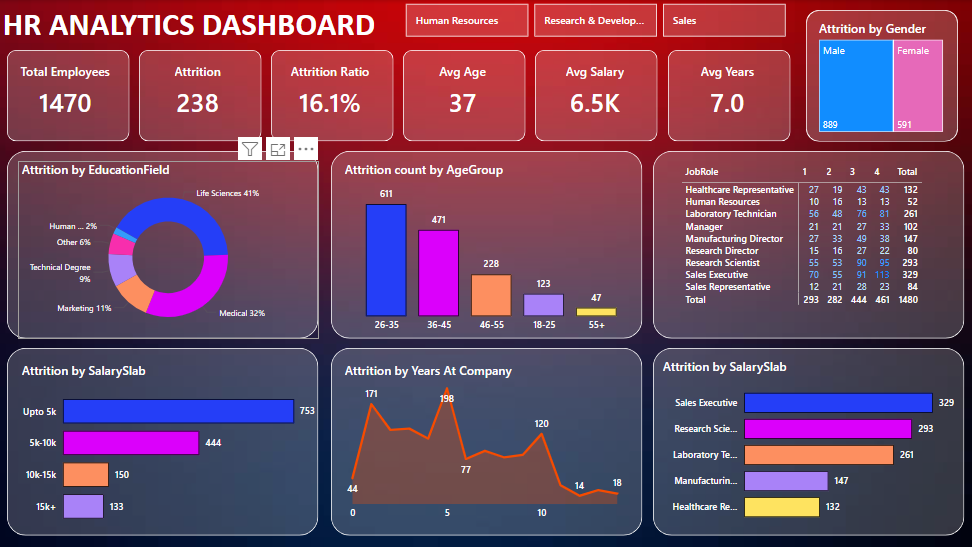 HR ANALYTICS DASHBOARD
Human Resources
Research & Develop...
Sales
Total Employees
1470
Attrition
238
Attrition Ratio
16.1%
Avg Age
37
Avg Salary
6.5K
Avg Years
7.0
Attrition by Gender
Male
Female
889
591
Attrition by EducationField
Life Sciences 41%
Human ... 2%
Other 6%
Technical Degree
9%
Marketing 11%
Medical 32%
Attrition count by AgeGroup
611
471
228
123
47
26-35 36-45 46-55 18-25 55+
JobRole 1 2 3 4 Total
Healthcare Representative 27 19 43 43 132
Human Resources 10 16 13 13 52
Laboratory Technician 56 48 76 81 261
Manager 21 21 27 33 102
Manufacturing Director 27 33 49 38 147
Research Director 15 16 27 22 80
Research Scientist 55 53 90 95 293
Sales Executive 70 55 91 113 329
Sales Representative 12 21 28 23 84
Total 293 282 444 461 1480
Attrition by SalarySlab
Upto 5k 753
5k-10k 444
10k-15k 150
15k+ 133
Attrition by Years At Company
171
198
120
77
44
14
18
0 5 10
Attrition by SalarySlab
Sales Executive 329
Research Scie... 293
Laboratory Te... 261
Manufacturin... 147
Healthcare Re... 132